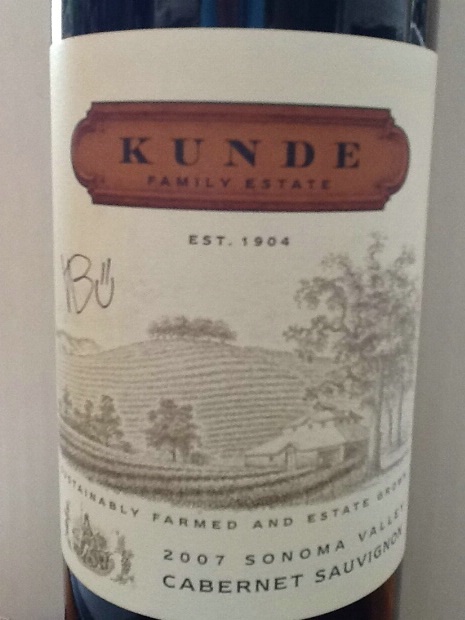 KUNDE
FAMILY ESTATE
EST. 1904
SUSTAINABLY FARMED AND ESTATE GROWN
2007 SONOMA VALLEY
CABERNET SAUVIGNON